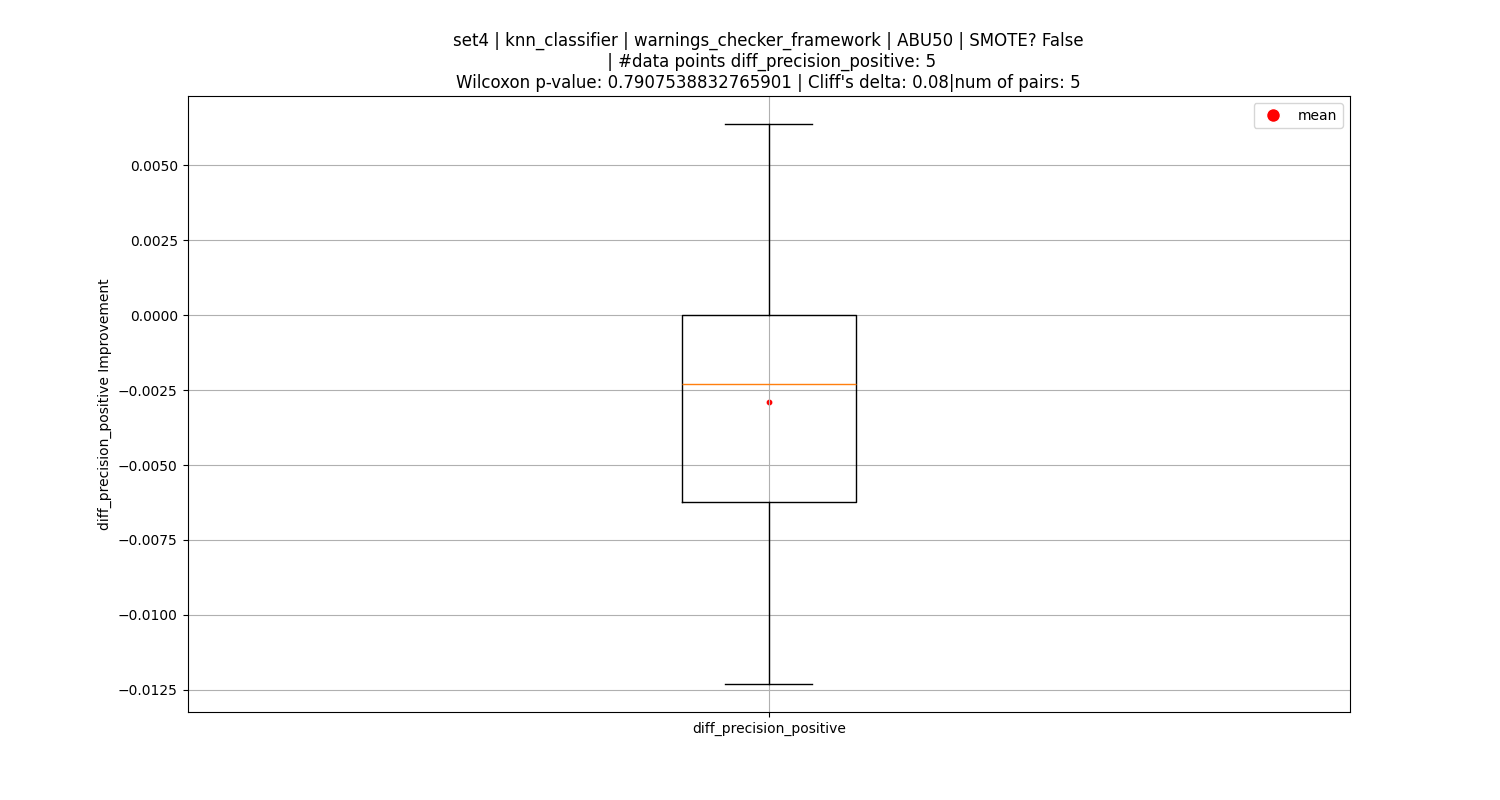 set4 | knn_classifier | warnings_checker_framework | ABU50 | SMOTE? False
| #data points diff_precision_positive: 5
Wilcoxon p-value: 0.7907538832765901 | Cliff's delta: 0.08|num of pairs: 5
mean
0.0050
0.0025
0.0000
−0.0025
−0.0050
−0.0075
−0.0100
−0.0125
diff_precision_positive Improvement
diff_precision_positive